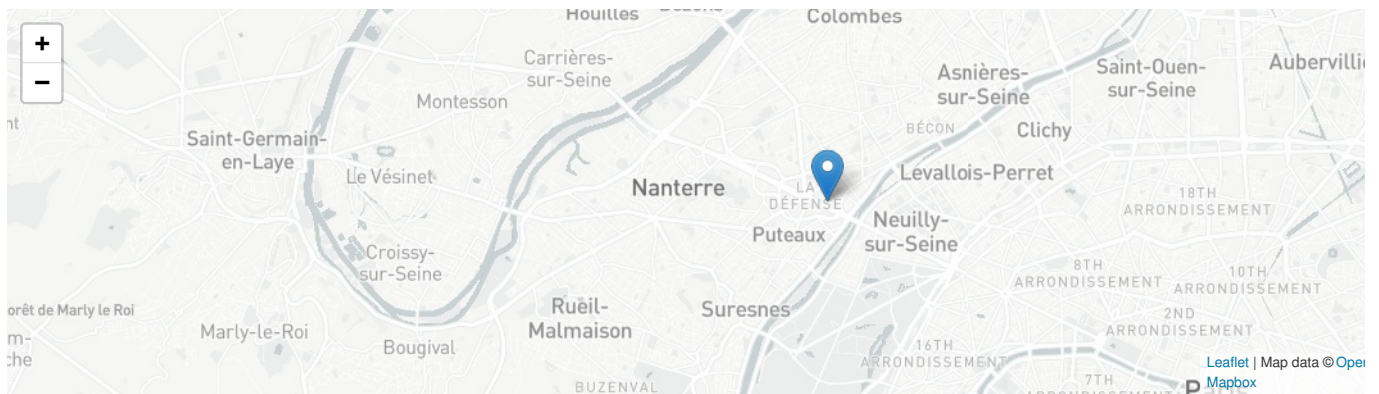 Houilles
Colombes
+
Carrières-
sur-Seine
Asnières-
sur-Seine
Saint-Ouen-
sur-Seine
−
Montesson
BÉCON
Clichy
Saint-Germain-
en-Laye
Le Vésinet
Nanterre
LA
DÉFENSE
Levallois-Perret
18TH
ARRONDISSEMENT
Puteaux
Neuilly-
sur-Seine
Croissy-
sur-Seine
8TH
ARRONDISSEMENT
10TH
ARRONDISSEMENT
orêt de Marly le Roi
Rueil-
Malmaison
Suresnes
2ND
ARRONDISSEMENT
Marly-le-Roi
Bougival
16TH
ARRONDISSEMENT
BUZENVAL
7TH
Leaflet | Map data © Oper
Mapbox